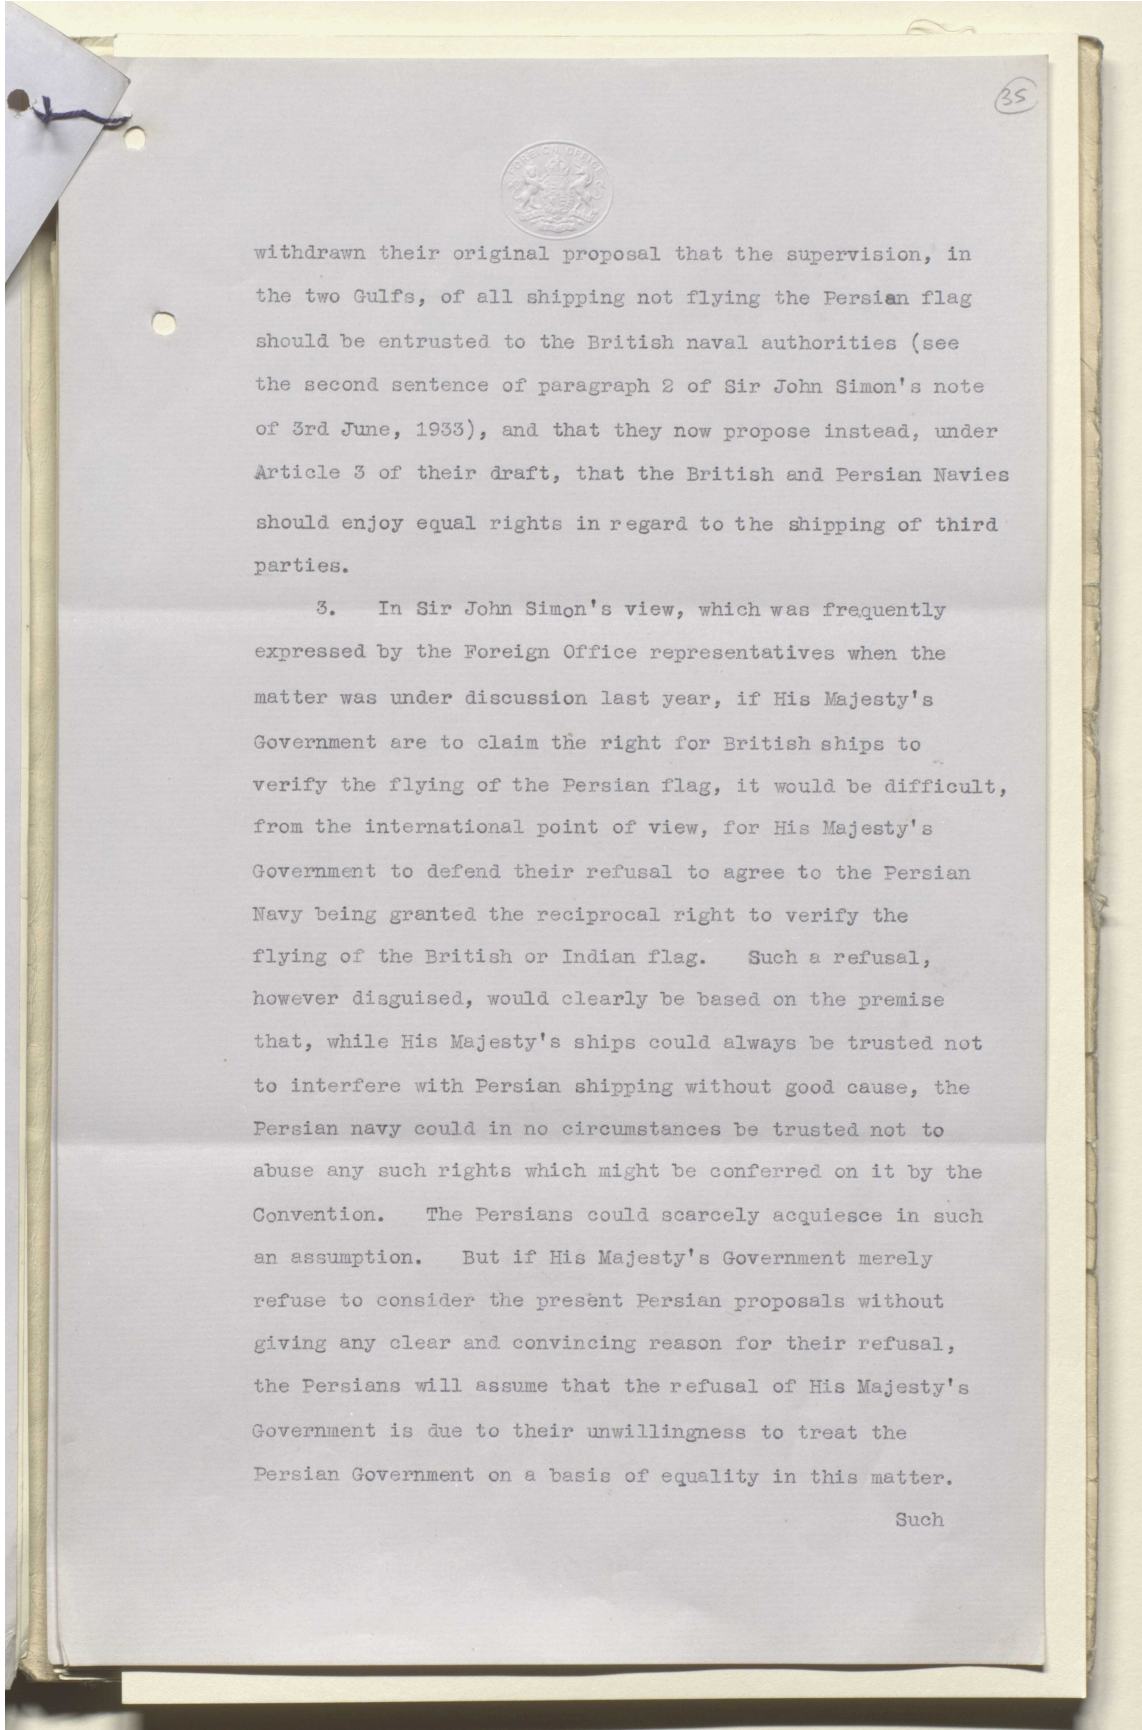 35
FOREIGN OFFICE
withdrawn their original proposal that the supervision, in
the two Gulfs, of all shipping not flying the Persian flag
should be entrusted to the British naval authorities (see
the second sentence of paragraph 2 of Sir John Simon's note
of 3rd June, 1933), and that they now propose instead, under
Article 3 of their draft, that the British and Persian Navies
should enjoy equal rights in regard to the shipping of third
parties.
3. In Sir John Simon's view, which was frequently
expressed by the Foreign Office representatives when the
matter was under discussion last year, if His Majesty's
Government are to claim the right for British ships to
verify the flying of the Persian flag, it would be difficult,
from the international point of view, for His Majesty's
Government to defend their refusal to agree to the Persian
Navy being granted the reciprocal right to verify the
flying of the British or Indian flag. Such a refusal,
however disguised, would clearly be based on the premise
that, while His Majesty's ships could always be trusted not
to interfere with Persian shipping without good cause, the
Persian navy could in no circumstances be trusted not to
abuse any such rights which might be conferred on it by the
Convention. The Persians could scarcely acquiesce in such
an assumption. But if His Majesty's Government merely
refuse to consider the present Persian proposals without
giving any clear and convincing reason for their refusal,
the Persians will assume that the refusal of His Majesty's
Government is due to their unwillingness to treat the
Persian Government on a basis of equality in this matter.
Such